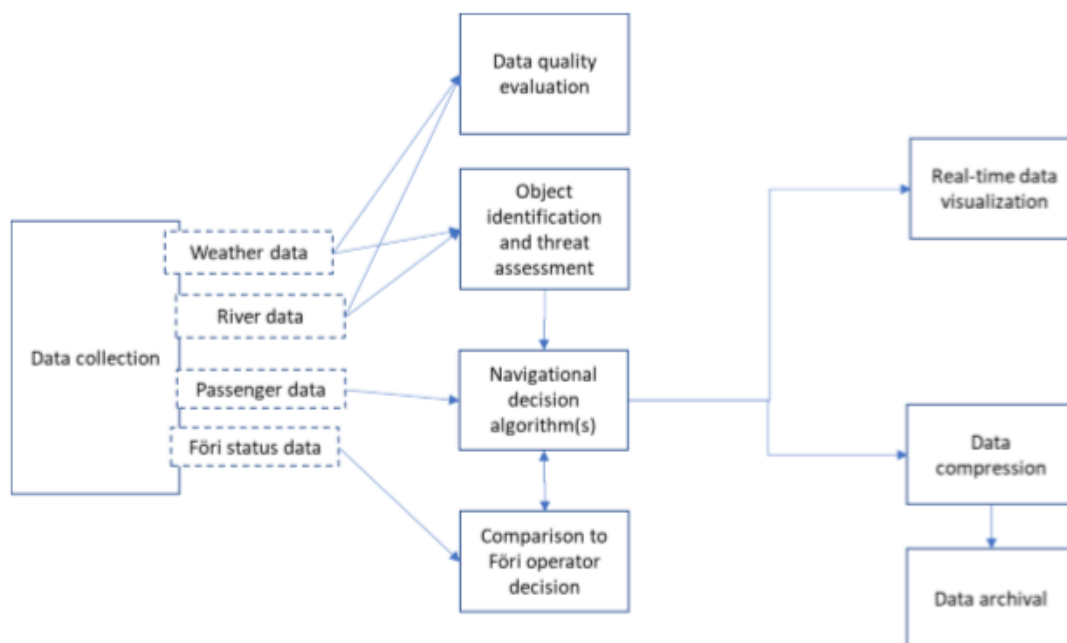 Data quality
evaluation
Object
identification
and threat
assessment
Real-time data
visualization
Weather data
River data
Data collection
Passenger data
Navigational
decision
algorithm(s)
Föri status data
Data
compression
Comparison to
Föri operator
decision
Data archival